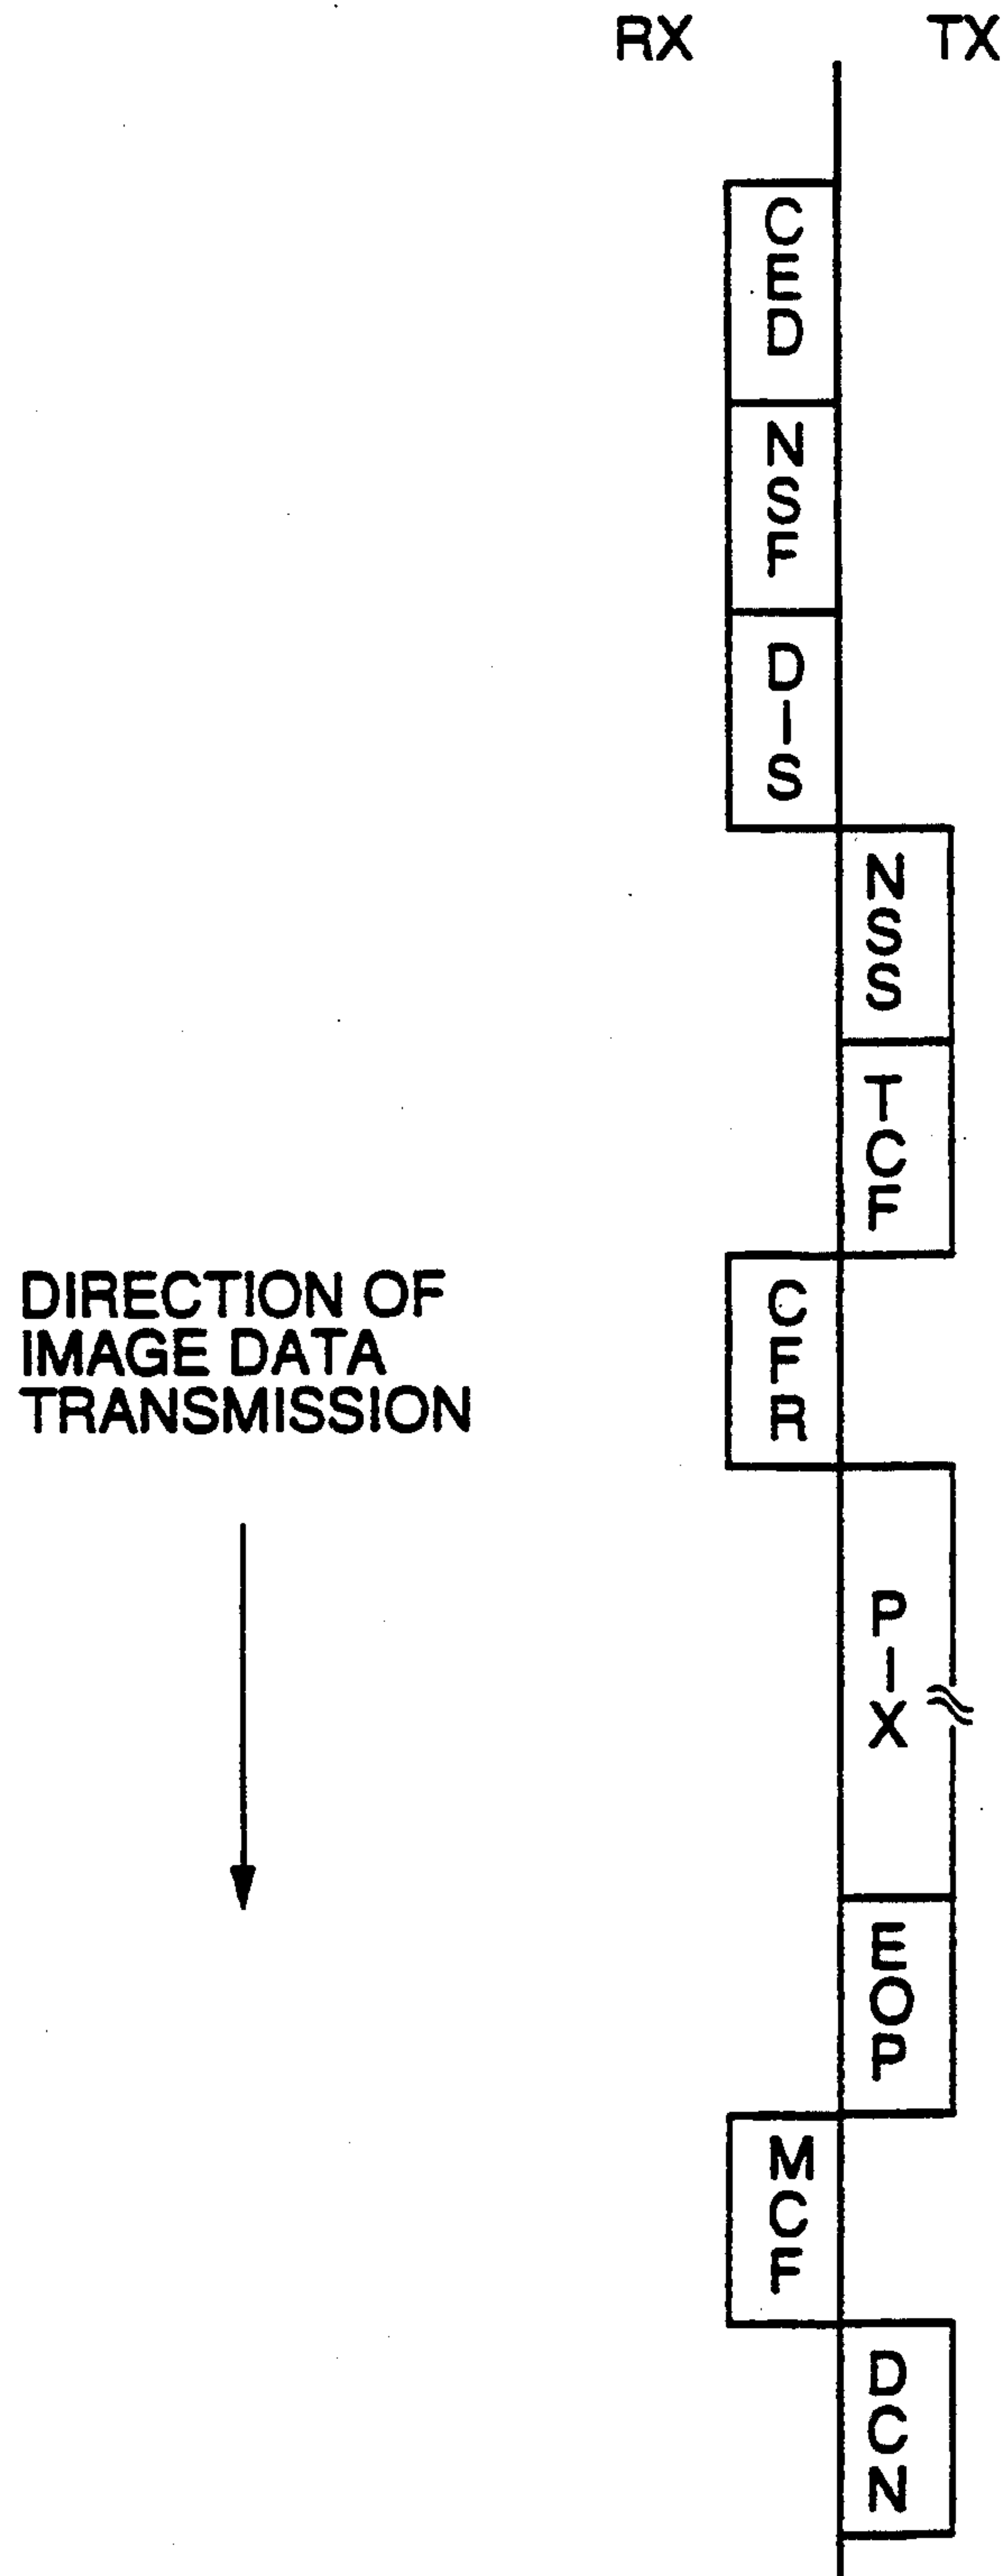 RX TX
CED
NSF
DIS
NSS
TCF
CFR
DIRECTION OF
IMAGE DATA
TRANSMISSION
PIX
EOP
MCF
DCN